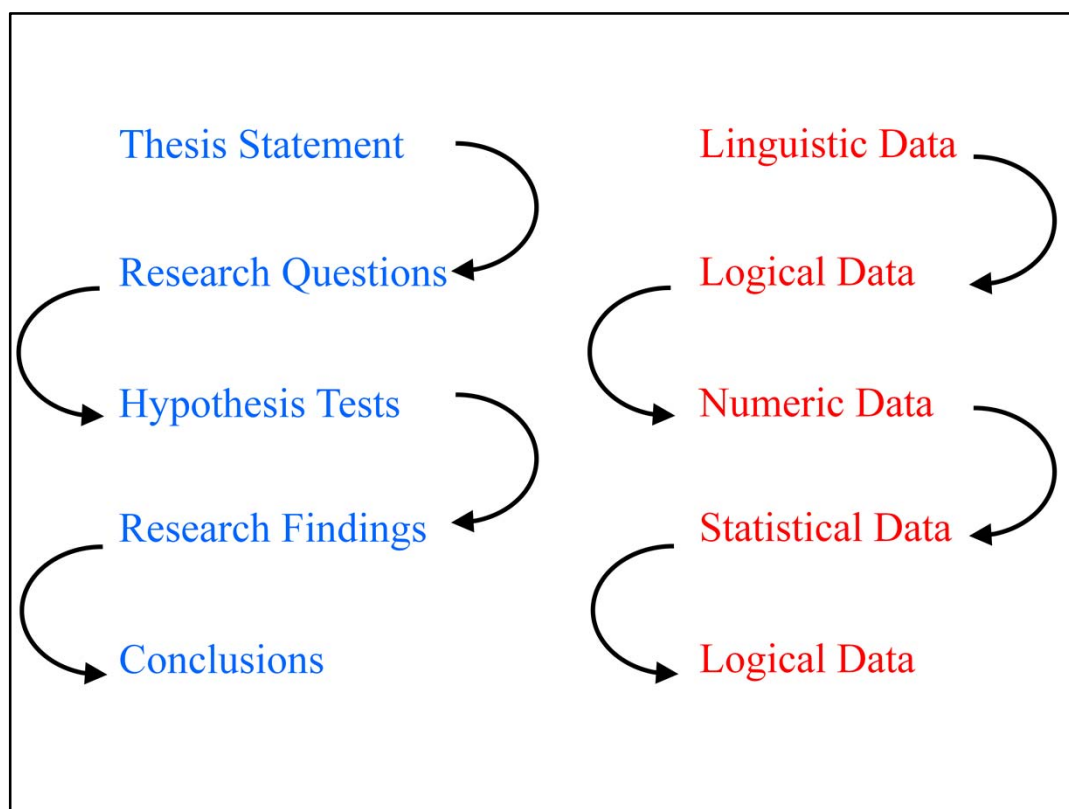 Thesis Statement
Research Questions
Hypothesis Tests
Research Findings
Conclusions
Linguistic Data
Logical Data
Numeric Data
Statistical Data
Logical Data